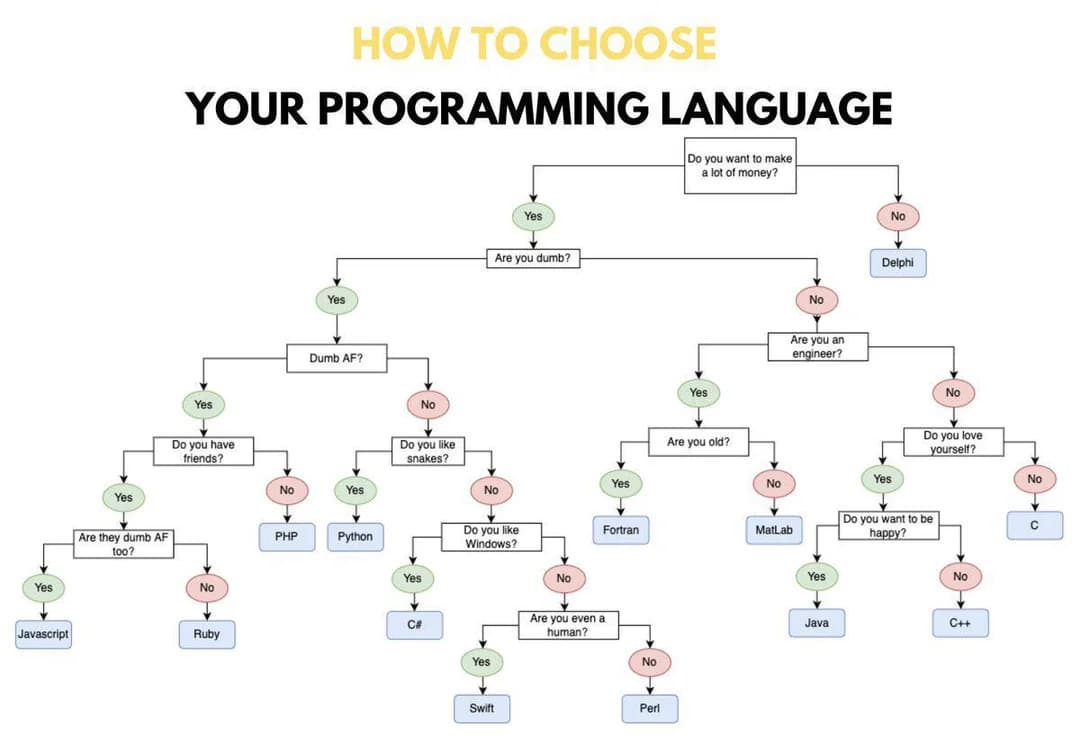 HOW TO CHOOSE
YOUR PROGRAMMING LANGUAGE
Do you want to make
a lot of money?
Yes
No
Are you dumb?
Delphi
Yes
No
Are you an
engineer?
Dumb AF?
Yes
No
Yes
No
Do you have
friends?
Do you like
snakes?
Are you old?
Do you love
yourself?
Yes
No
Yes
No
Yes
No
Yes
No
Are they dumb AF
too?
PHP
Python
Do you like
Windows?
Fortran
MatLab
Do you want to be
happy?
C
Yes
No
Yes
No
Yes
No
Javascript
Ruby
C#
Are you even a
human?
Java
C++
Yes
No
Swift
Perl